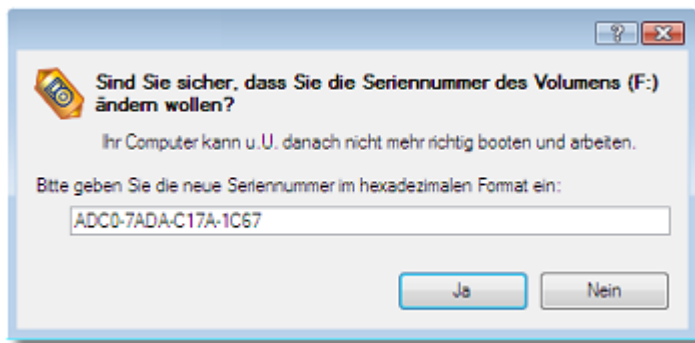 Sind Sie sicher, dass Sie die Seriennummer des Volumens (F:)
ändern wollen?
Ihr Computer kann u.U. danach nicht mehr richtig booten und arbeiten.
Bitte geben Sie die neue Seriennummer im hexadezimalen Format ein:
ADC0-7ADA-C17A-1C67
Ja Nein